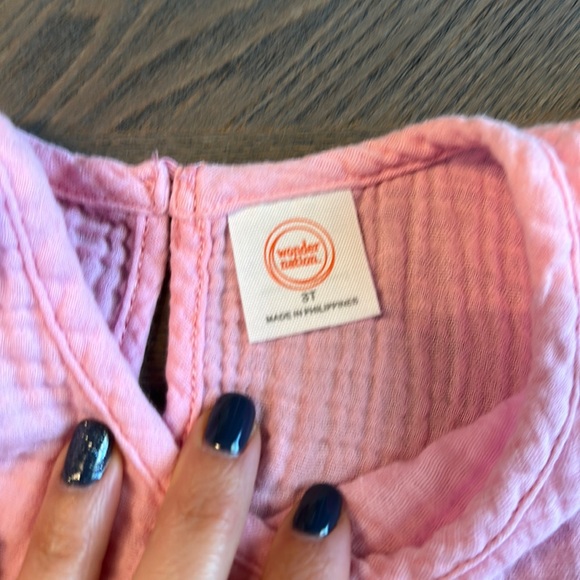 wonder
nation.
3T
MADE IN PHILIPPINES